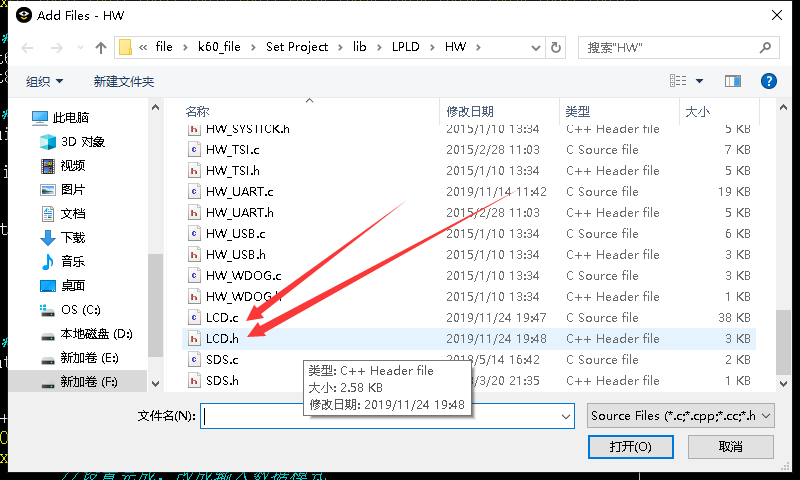 Add Files - HW
« file › k60_file › Set Project › lib › LPLD › HW ›
搜索"HW"
组织 新建文件夹
名称 修改日期 类型 大小
HW_SYSTICK.h 2015/1/10 13:34 C++ Header file 5 KB
HW_TSI.c 2015/2/28 11:03 C Source file 7 KB
HW_TSI.h 2015/1/10 13:34 C++ Header file 5 KB
HW_UART.c 2019/11/14 11:42 C Source file 19 KB
HW_UART.h 2015/2/28 11:03 C++ Header file 5 KB
HW_USB.c 2015/1/10 13:34 C Source file 6 KB
HW_USB.h 2015/1/10 13:34 C++ Header file 3 KB
HW_WDOG.c 2015/1/10 13:34 C Source file 3 KB
HW_WDOG.h 2015/1/10 13:34 C++ Header file 1 KB
LCD.c 2019/11/24 19:47 C Source file 38 KB
LCD.h 2019/11/24 19:48 C++ Header file 3 KB
SDS.c /5/14 16:42 C Source file 2 KB
SDS.h /3/20 21:35 C++ Header file 1 KB
此电脑
3D 对象
视频
图片
文档
下载
音乐
桌面
OS (C:)
本地磁盘 (D:)
新加卷 (E:)
新加卷 (F:)
类型: C++ Header file
大小: 2.58 KB
修改日期: 2019/11/24 19:48
文件名(N):
Source Files (*.c;*.cpp;*.cc;*.h
打开(O) 取消